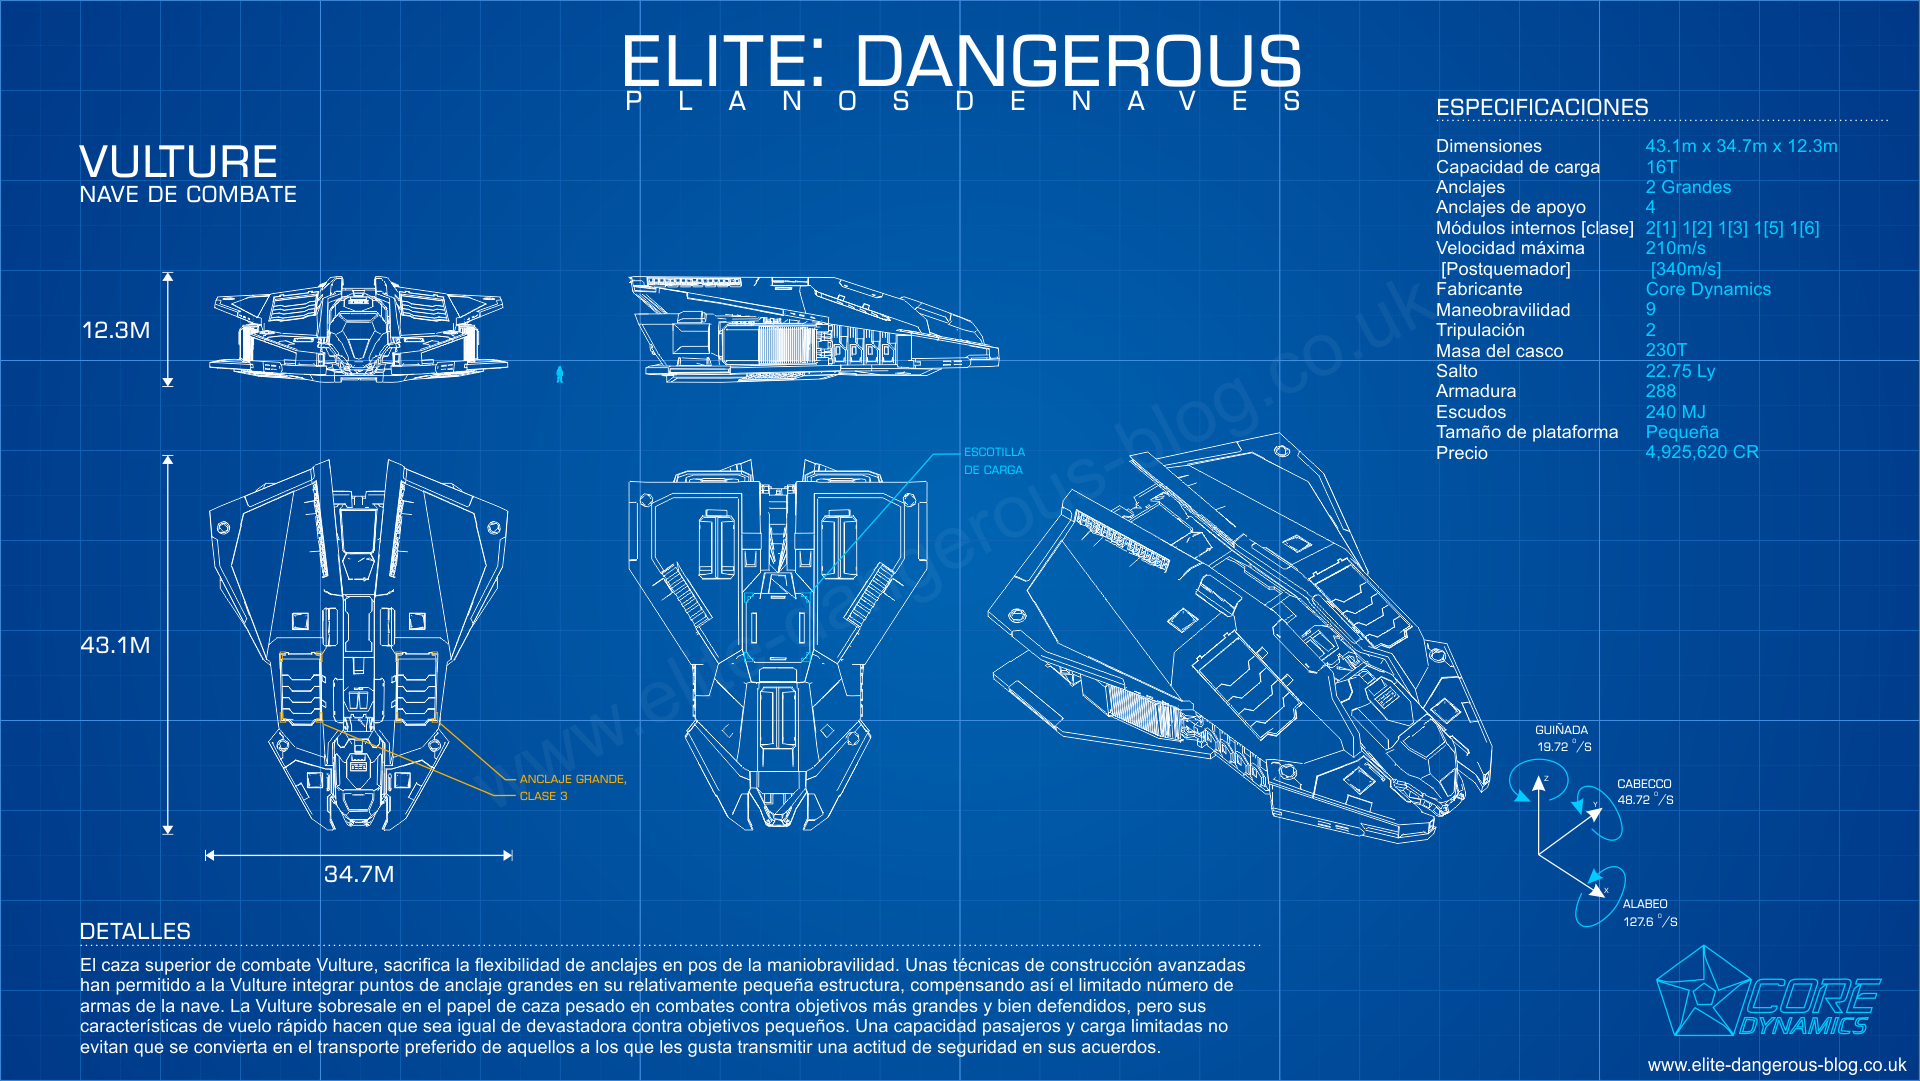 ELITE: DANGEROUS
PLANOS DE NAVES
VULTURE
NAVE DE COMBATE
ESPECIFICACIONES
Dimensiones 43.1m x 34.7m x 12.3m
Capacidad de carga 16T
Anclajes 2 Grandes
Anclajes de apoyo 4
Módulos internos [clase] 2[1] 1[2] 1[3] 1[5] 1[6]
Velocidad máxima 210m/s
[Postquemador] [340m/s]
Fabricante Core Dynamics
Maneobravilidad 9
Tripulación 2
Masa del casco 230T
Salto 22.75 Ly
Armadura 288
Escudos 240 MJ
Tamaño de plataforma Pequeña
Precio 4,925,620 CR
12.3M
43.1M
34.7M
ESCOTILLA
DE CARGA
ANCLAJE GRANDE,
CLASE 3
www.elite-dangerous-blog.co.uk
GUIÑADA
19.72 °/S
Z
CABECCO
48.72 °/S
Y
X
ALABEO
127.6 °/S
DETALLES
El caza superior de combate Vulture, sacrifica la flexibilidad de anclajes en pos de la maniobravilidad. Unas técnicas de construcción avanzadas
han permitido a la Vulture integrar puntos de anclaje grandes en su relativamente pequeña estructura, compensando así el limitado número de
armas de la nave. La Vulture sobresale en el papel de caza pesado en combates contra objetivos más grandes y bien defendidos, pero sus
características de vuelo rápido hacen que sea igual de devastadora contra objetivos pequeños. Una capacidad pasajeros y carga limitadas no
evitan que se convierta en el transporte preferido de aquellos a los que les gusta transmitir una actitud de seguridad en sus acuerdos.
CORE
DYNAMICS
www.elite-dangerous-blog.co.uk